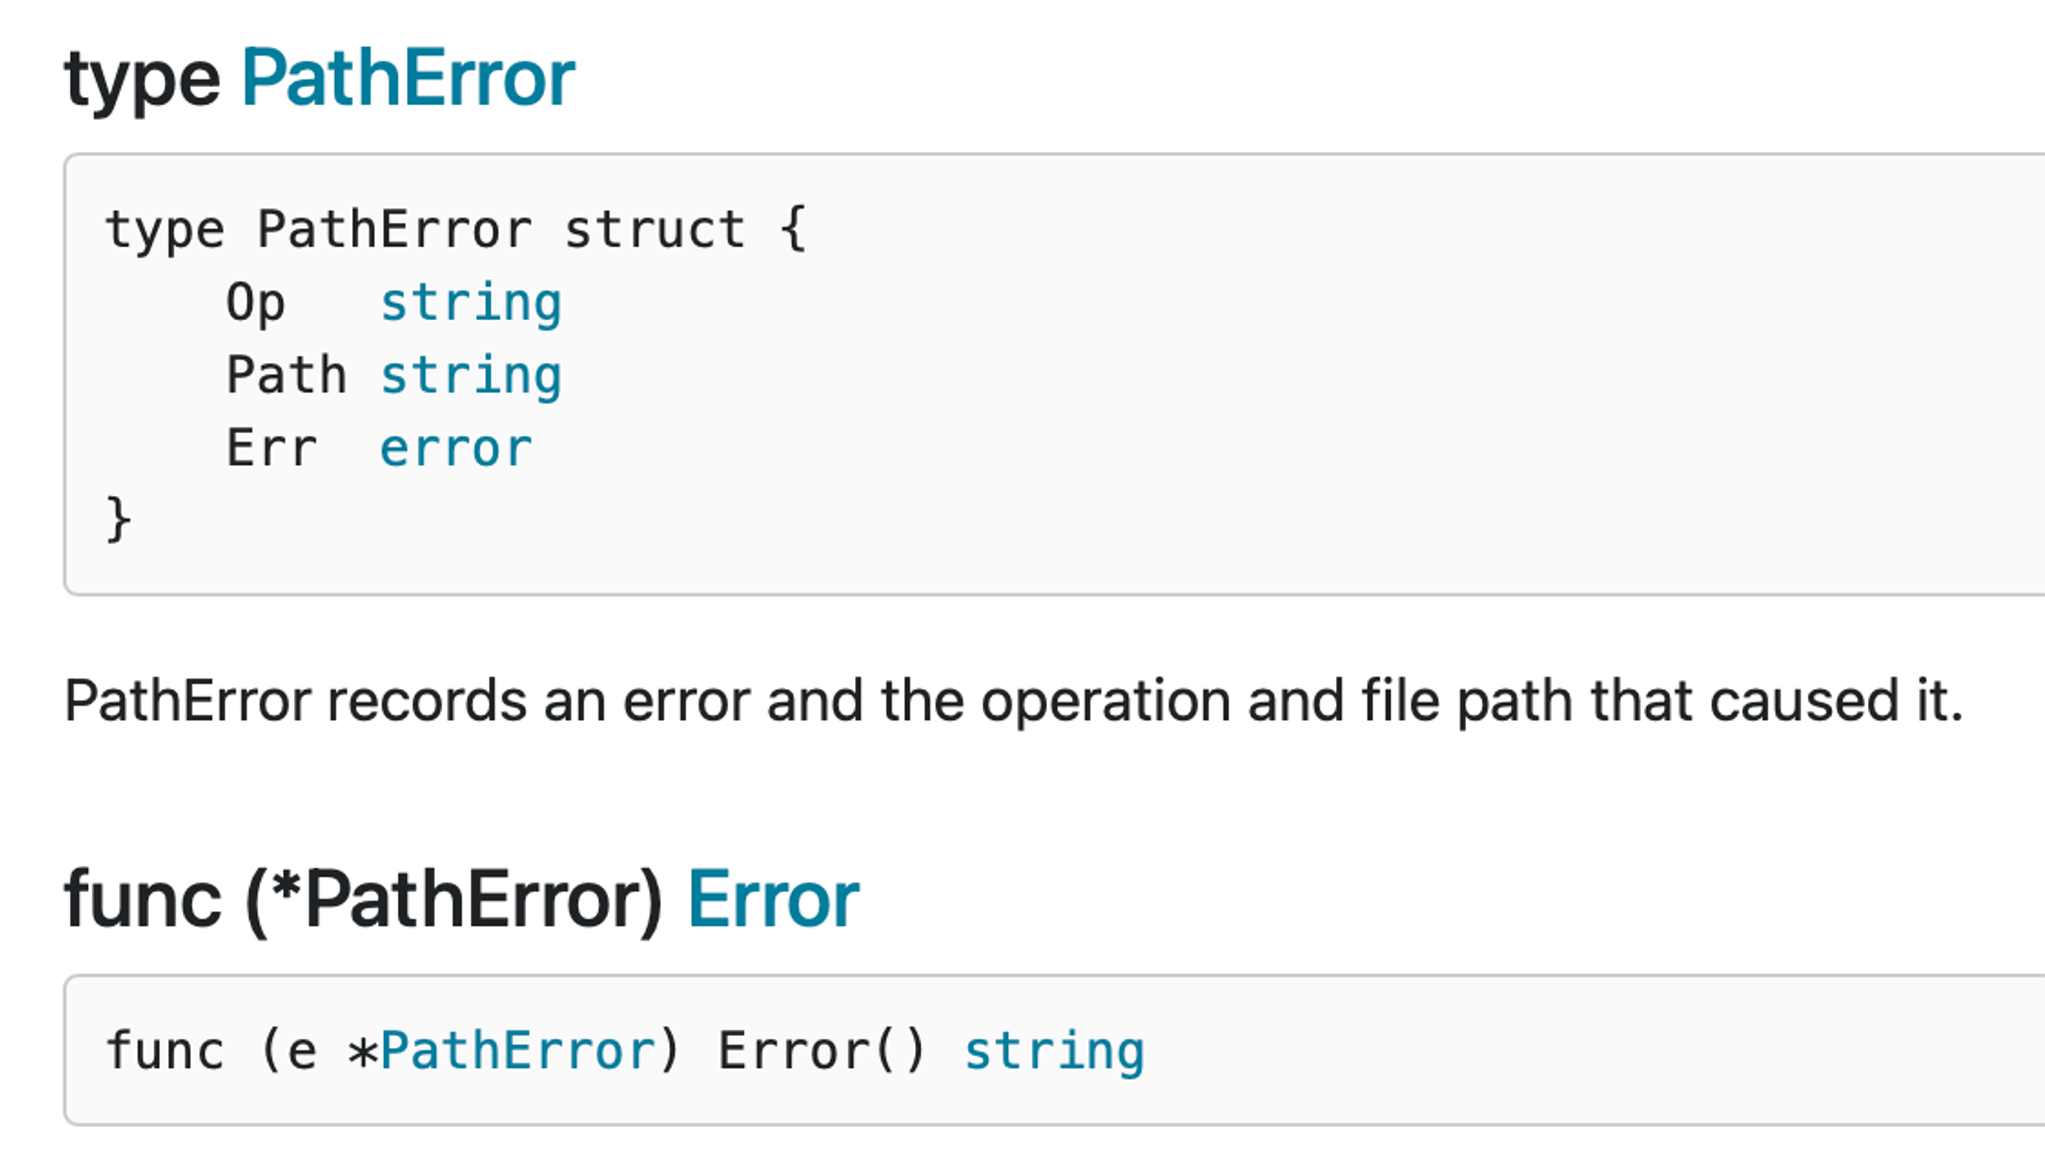 type PathError
type PathError struct {
    Op   string
    Path string
    Err  error
}
PathError records an error and the operation and file path that caused it.
func (*PathError) Error
func (e *PathError) Error() string